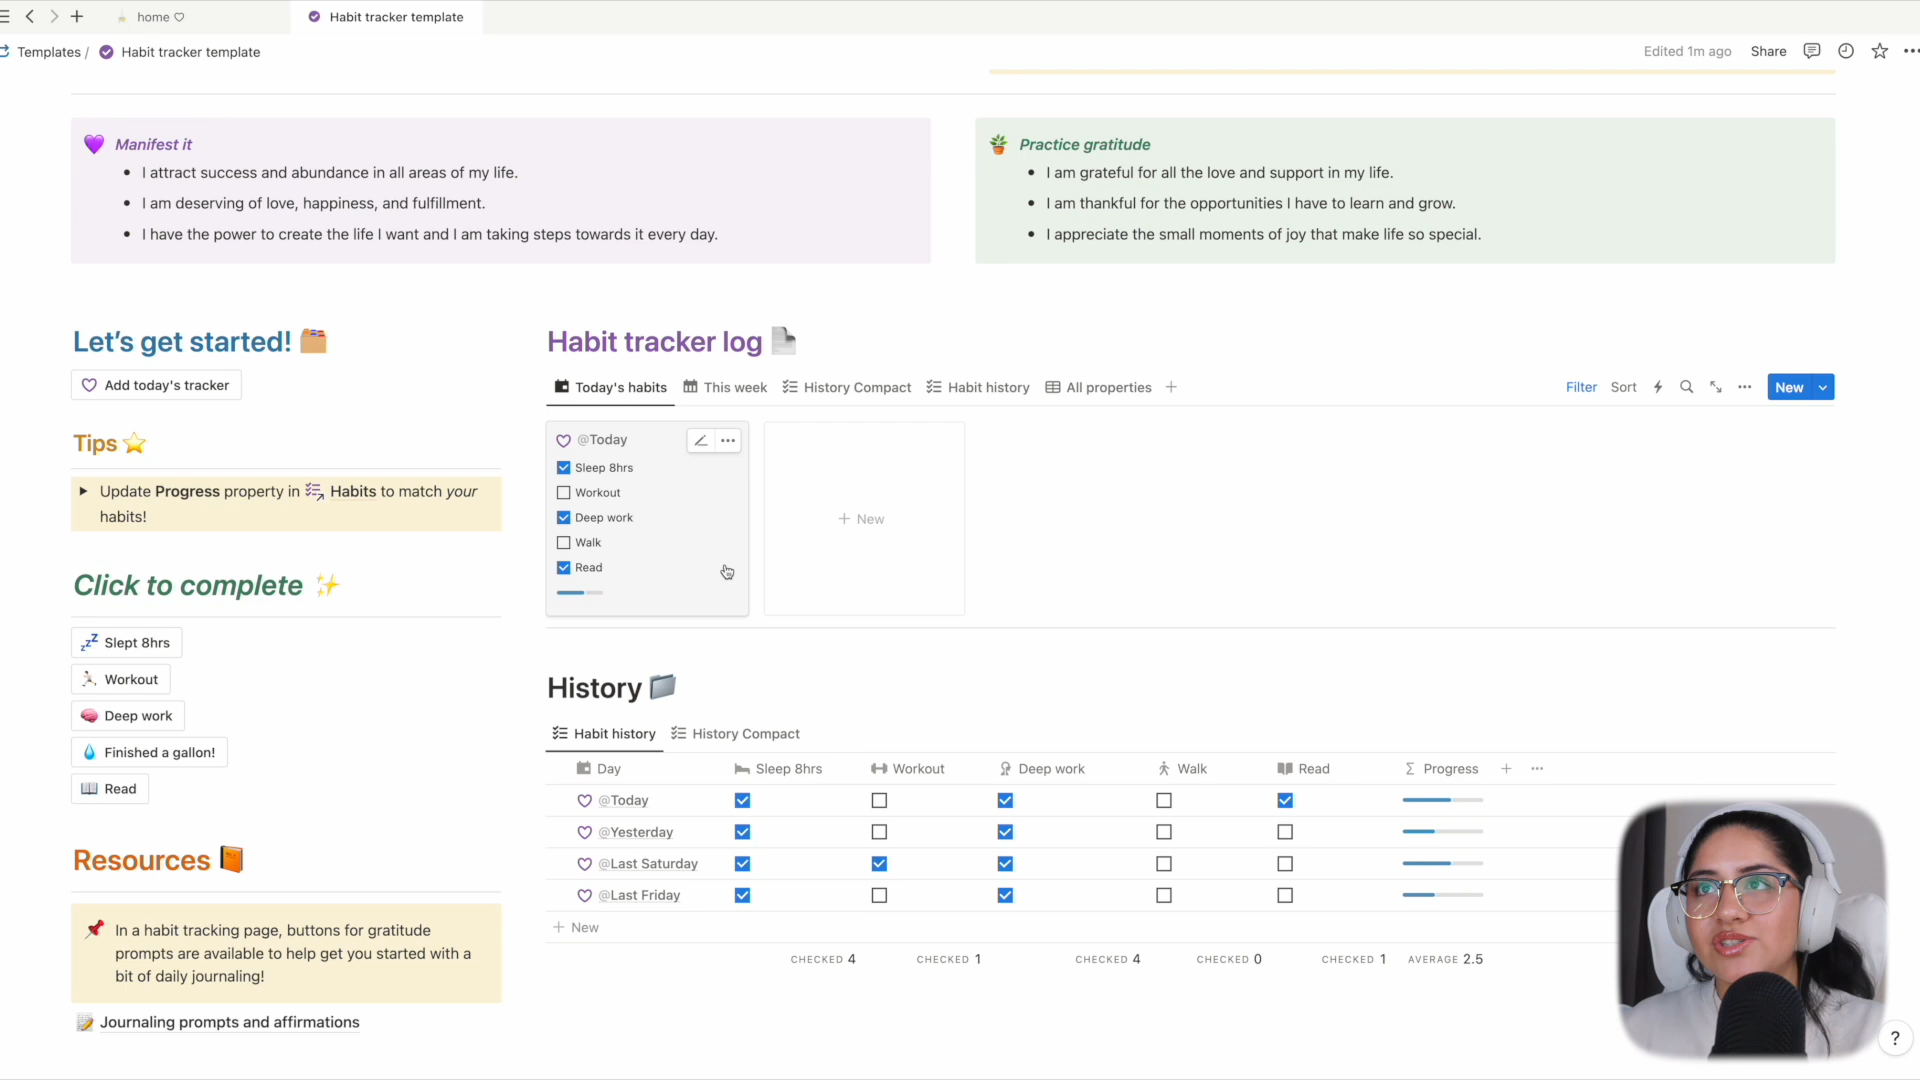 home ♡
Habit tracker template
Templates / Habit tracker template
Edited 1m ago Share
Manifest it
• I attract success and abundance in all areas of my life.
• I am deserving of love, happiness, and fulfillment.
• I have the power to create the life I want and I am taking steps towards it every day.
Practice gratitude
• I am grateful for all the love and support in my life.
• I am thankful for the opportunities I have to learn and grow.
• I appreciate the small moments of joy that make life so special.
Let's get started!
Add today's tracker
Tips
Update Progress property in Habits to match your
habits!
Click to complete
Slept 8hrs
Workout
Deep work
Finished a gallon!
Read
Resources
In a habit tracking page, buttons for gratitude
prompts are available to help get you started with a
bit of daily journaling!
Journaling prompts and affirmations
Habit tracker log
Today's habits This week History Compact Habit history All properties +
Filter Sort New
@Today
Sleep 8hrs
Workout
Deep work
Walk
Read
+ New
History
Habit history History Compact
Day Sleep 8hrs Workout Deep work Walk Read Σ Progress +
@Today
@Yesterday
@Last Saturday
@Last Friday
+ New
CHECKED 4 CHECKED 1 CHECKED 4 CHECKED 0 CHECKED 1 AVERAGE 2.5
?